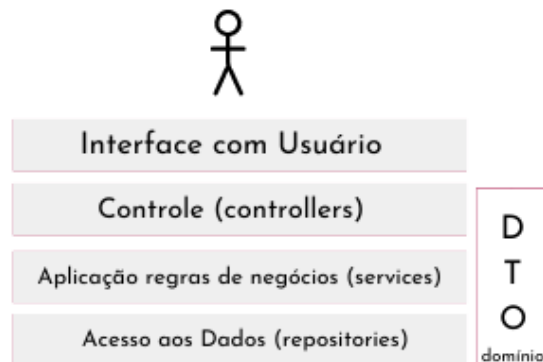 Interface com Usuário
Controle (controllers)
Aplicação regras de negócios (services)
Acesso aos Dados (repositories)
D
T
O
domínio